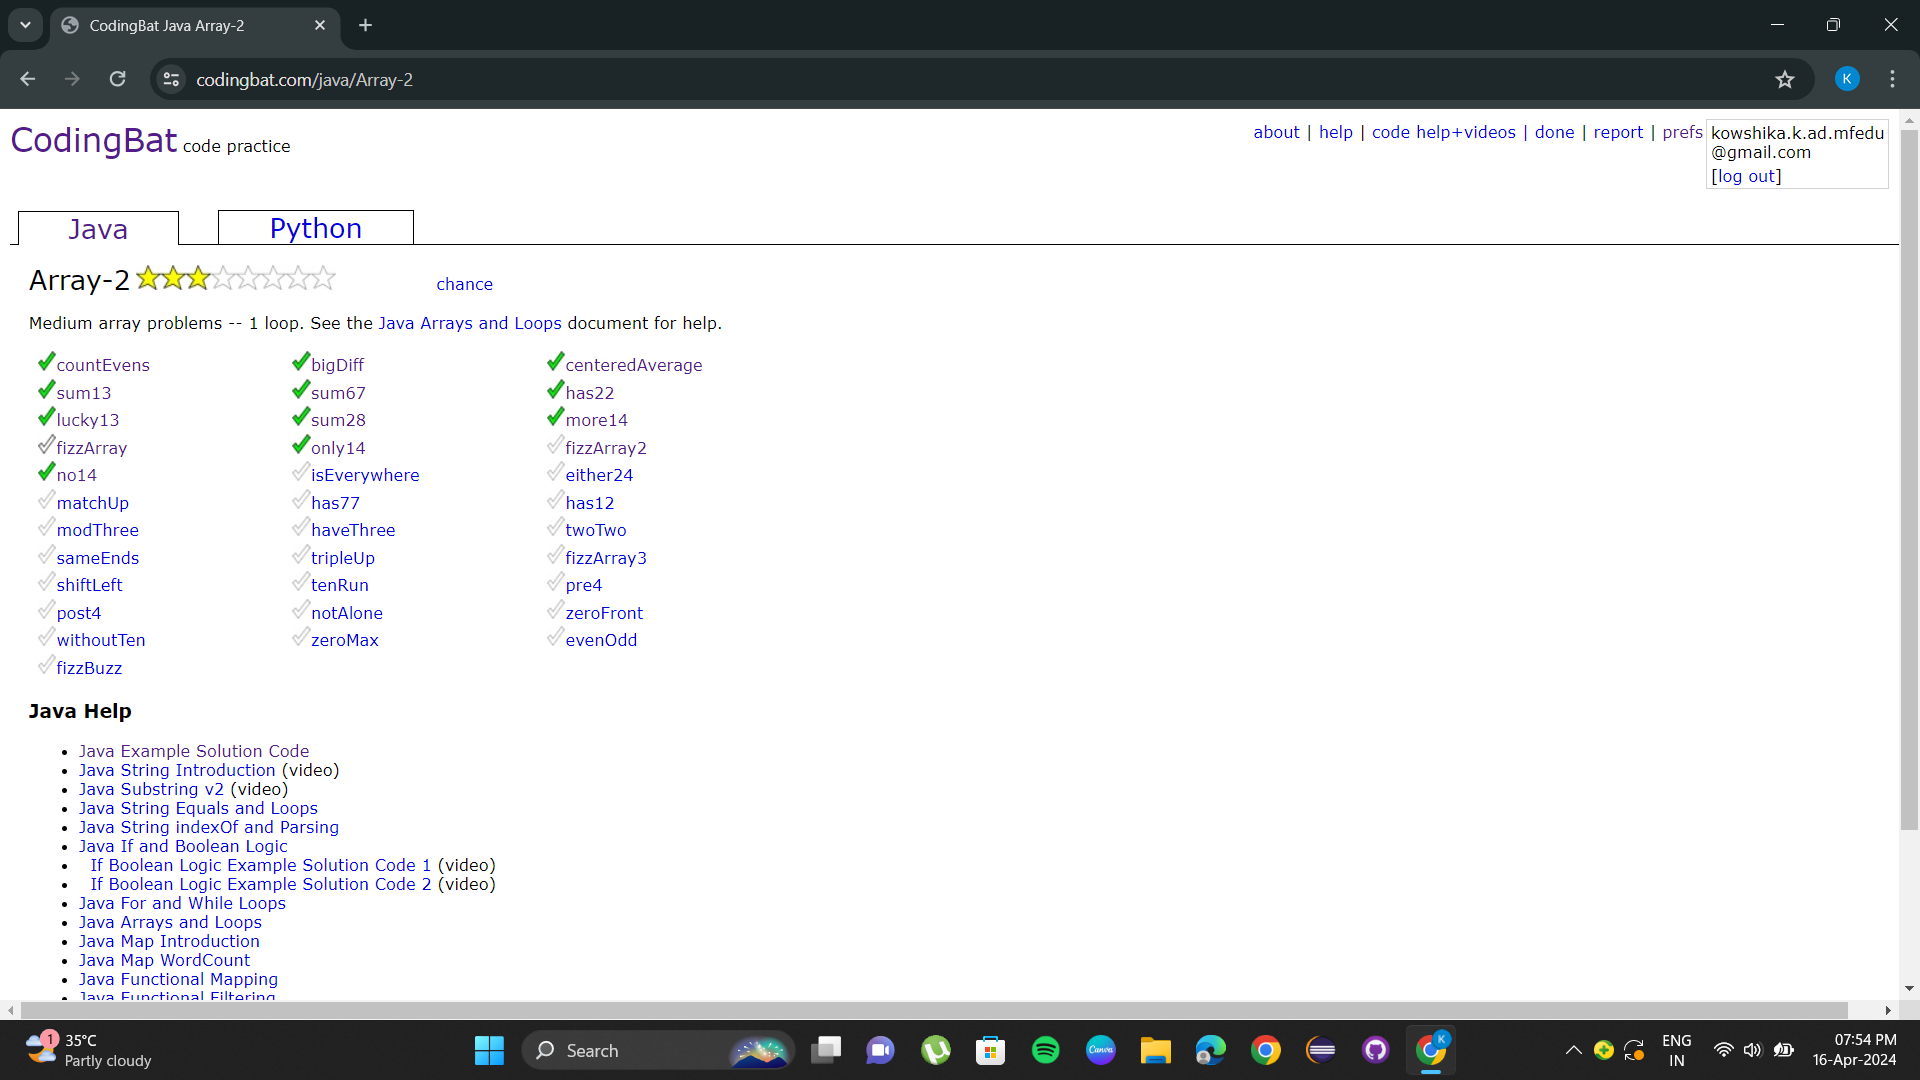 CodingBat Java Array-2
codingbat.com/java/Array-2
K
CodingBat code practice
about | help | code help+videos | done | report | prefs
kowshika.k.ad.mfedu
@gmail.com
[log out]
Java
Python
Array-2
chance
Medium array problems -- 1 loop. See the Java Arrays and Loops document for help.
countEvens bigDiff centeredAverage
sum13 sum67 has22
lucky13 sum28 more14
fizzArray only14 fizzArray2
no14 isEverywhere either24
matchUp has77 has12
modThree haveThree twoTwo
sameEnds tripleUp fizzArray3
shiftLeft tenRun pre4
post4 notAlone zeroFront
withoutTen zeroMax evenOdd
fizzBuzz
Java Help
Java Example Solution Code
Java String Introduction (video)
Java Substring v2 (video)
Java String Equals and Loops
Java String indexOf and Parsing
Java If and Boolean Logic
If Boolean Logic Example Solution Code 1 (video)
If Boolean Logic Example Solution Code 2 (video)
Java For and While Loops
Java Arrays and Loops
Java Map Introduction
Java Map WordCount
Java Functional Mapping
Java Functional Filtering
1
35°C
Partly cloudy
Search
Canva
K
ENG
IN
07:54 PM
16-Apr-2024